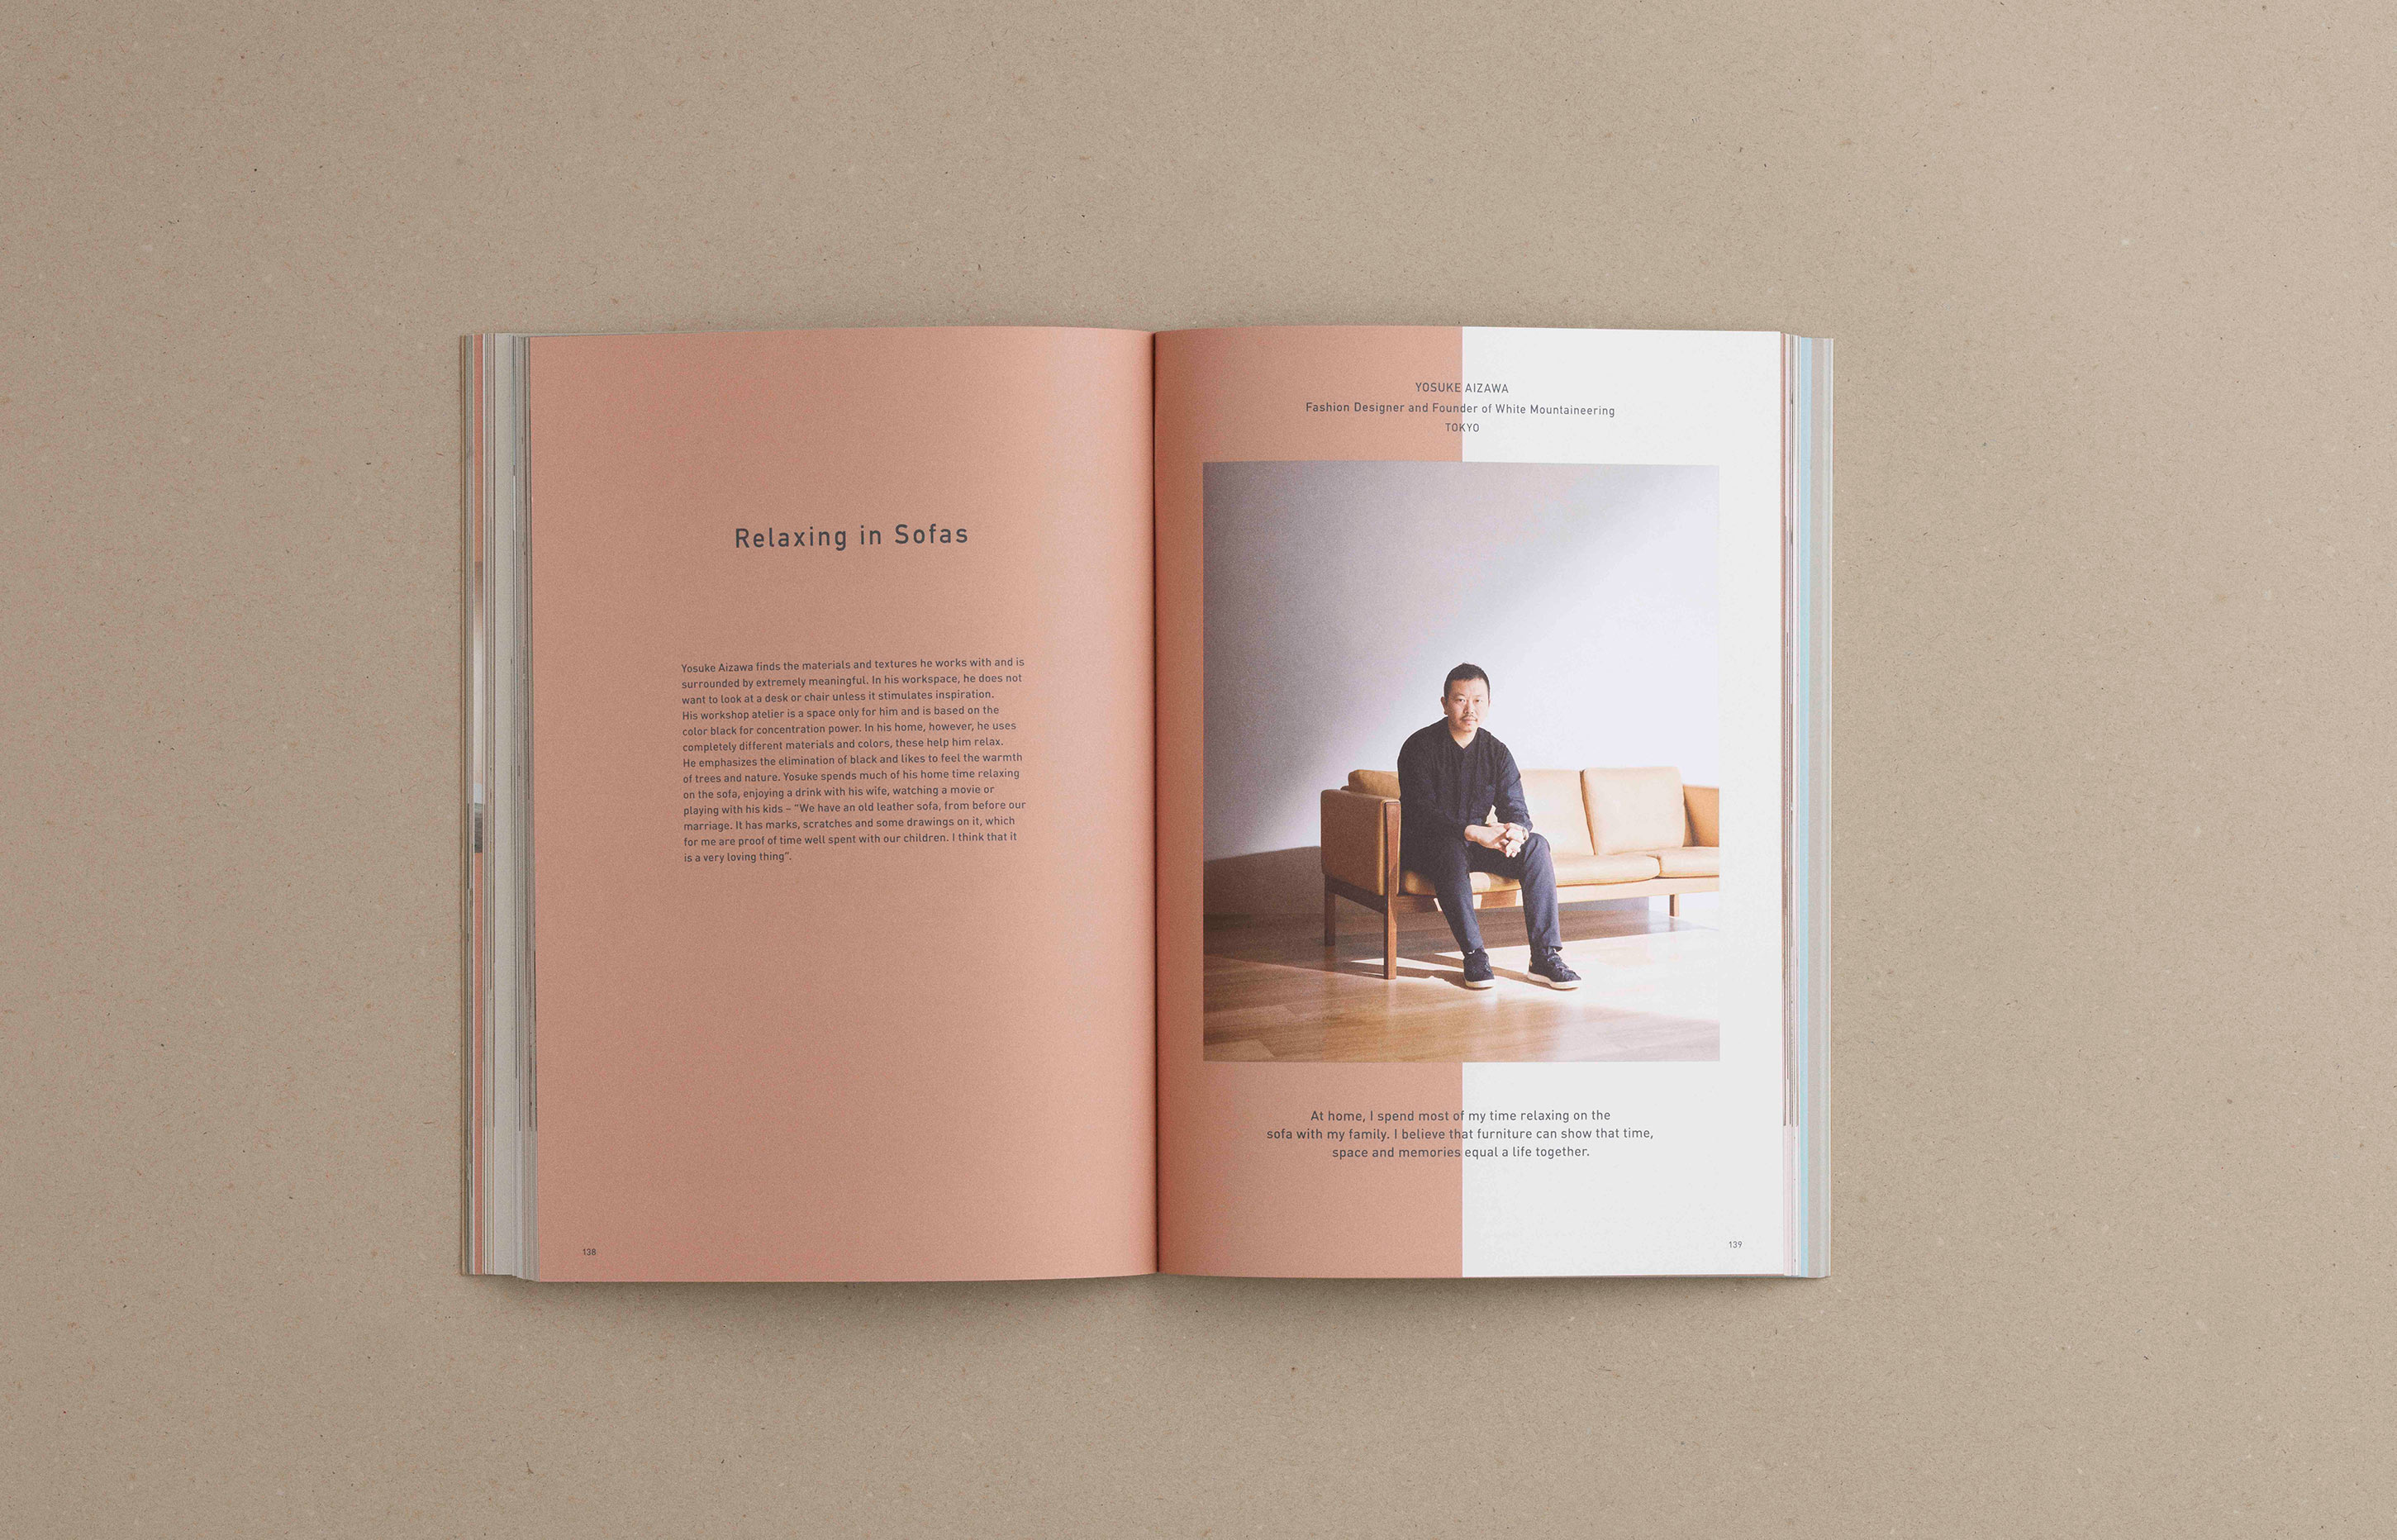 Relaxing in Sofas
Yosuke Aizawa finds the materials and textures he works with and is
surrounded by extremely meaningful. In his workspace, he does not
want to look at a desk or chair unless it stimulates inspiration.
His workshop atelier is a space only for him and is based on the
color black for concentration power. In his home, however, he uses
completely different materials and colors, these help him relax.
He emphasizes the elimination of black and likes to feel the warmth
of trees and nature. Yosuke spends much of his home time relaxing
on the sofa, enjoying a drink with his wife, watching a movie or
playing with his kids – “We have an old leather sofa, from before our
marriage. It has marks, scratches and some drawings on it, which
for me are proof of time well spent with our children. I think that it
is a very loving thing”.
138
YOSUKE AIZAWA
Fashion Designer and Founder of White Mountaineering
TOKYO
At home, I spend most of my time relaxing on the
sofa with my family. I believe that furniture can show that time,
space and memories equal a life together.
139